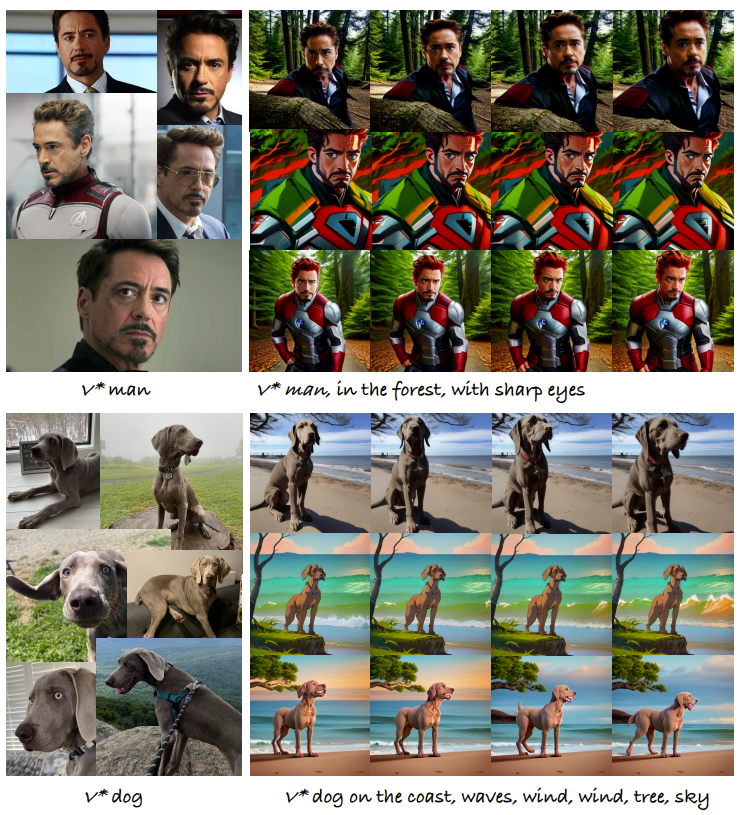 V* man
V* man, in the forest, with sharp eyes
V* dog
V* dog on the coast, waves, wind, wind, tree, sky